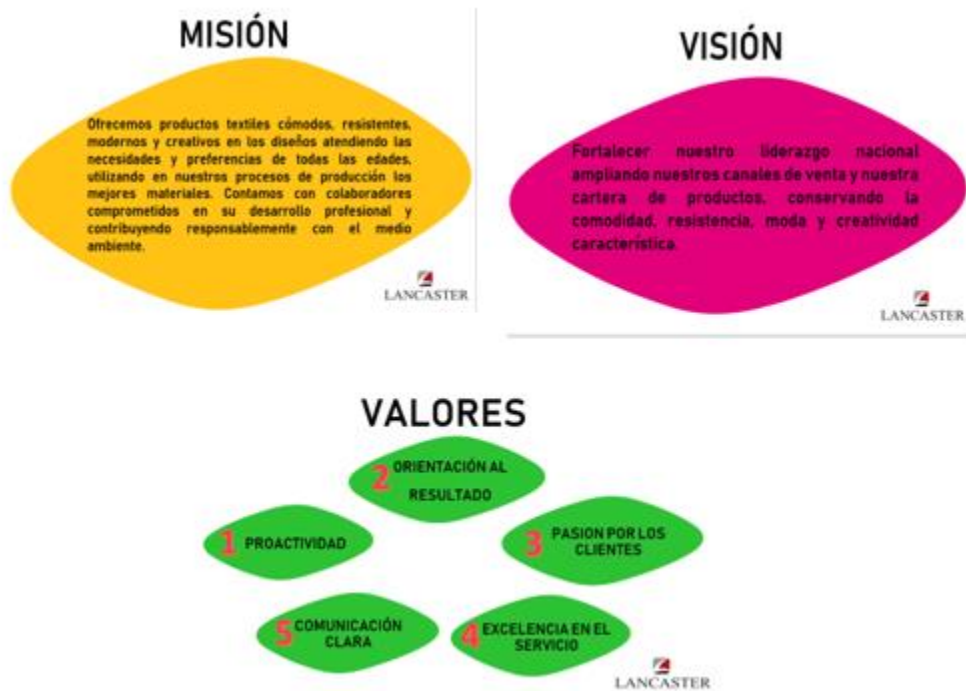 MISIÓN
Ofrecemos productos textiles cómodos, resistentes,
modernos y creativos en los diseños atendiendo las
necesidades y preferencias de todas las edades,
utilizando en nuestros procesos de producción los
mejores materiales. Contamos con colaboradores
comprometidos en su desarrollo profesional y
contribuyendo responsablemente con el medio
ambiente.
LANCASTER
VISIÓN
Fortalecer nuestro liderazgo nacional
ampliando nuestros canales de venta y nuestra
cartera de productos, conservando la
comodidad, resistencia, moda y creatividad
característica.
LANCASTER
VALORES
1 PROACTIVIDAD
2 ORIENTACIÓN AL
RESULTADO
3 PASION POR LOS
CLIENTES
4 EXCELENCIA EN EL
SERVICIO
5 COMUNICACIÓN
CLARA
LANCASTER